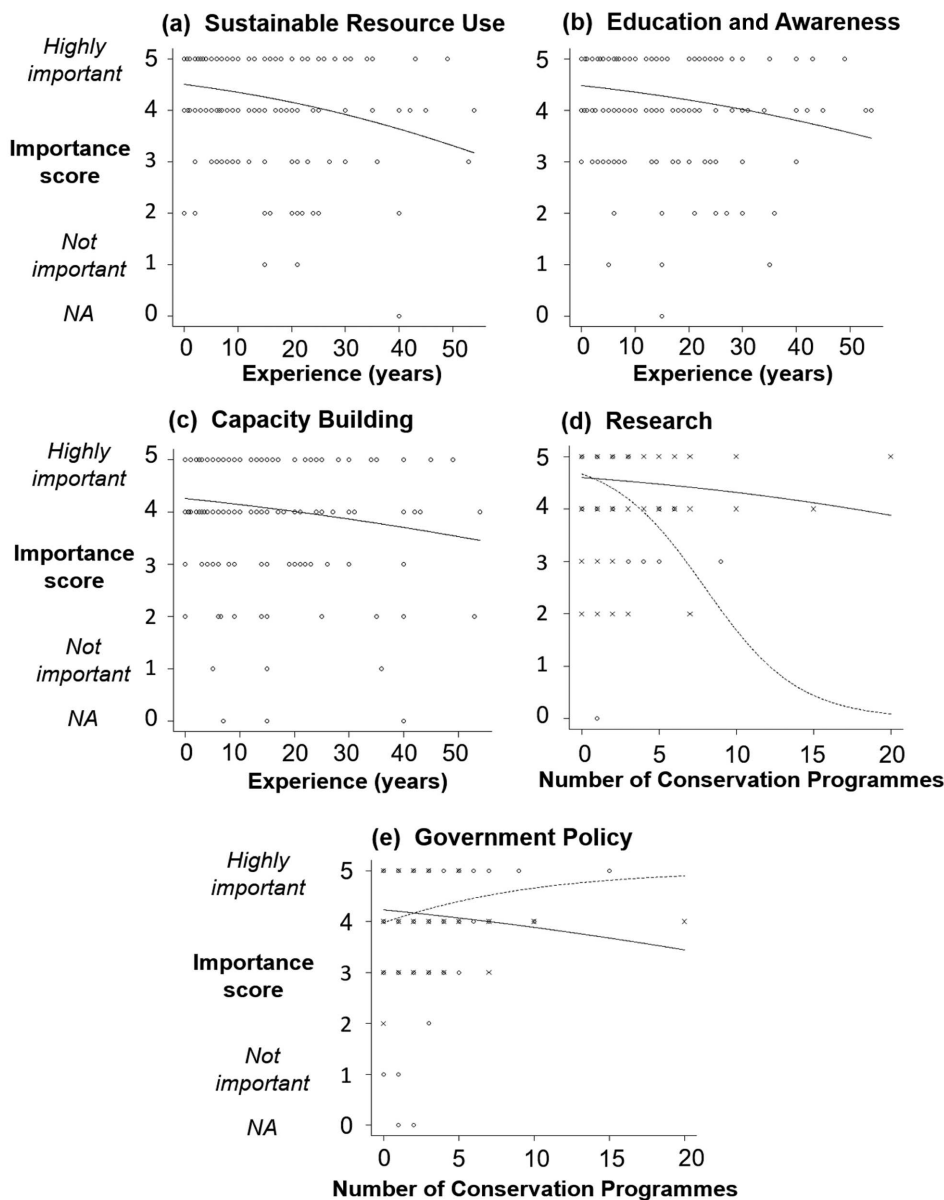 (a) Sustainable Resource Use
Highly
important
Importance
score
Not
important
NA
5
4
3
2
1
0
0 10 20 30 40 50
Experience (years)
(b) Education and Awareness
5
4
3
2
1
0
0 10 20 30 40 50
Experience (years)
(c) Capacity Building
Highly
important
Importance
score
Not
important
NA
5
4
3
2
1
0
0 10 20 30 40 50
Experience (years)
(d) Research
5
4
3
2
1
0
0 5 10 15 20
Number of Conservation Programmes
(e) Government Policy
Highly
important
Importance
score
Not
important
NA
5
4
3
2
1
0
0 5 10 15 20
Number of Conservation Programmes